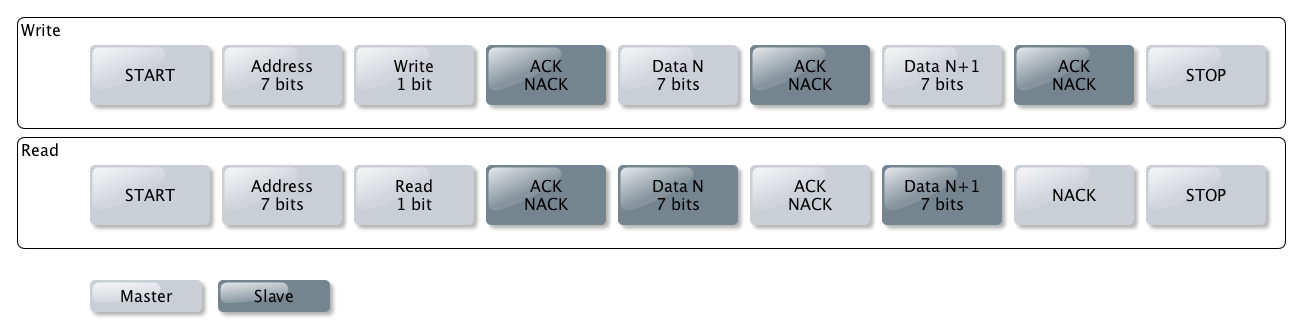 Write
START
Address
7 bits
Write
1 bit
ACK
NACK
Data N
7 bits
ACK
NACK
Data N+1
7 bits
ACK
NACK
STOP
Read
START
Address
7 bits
Read
1 bit
ACK
NACK
Data N
7 bits
ACK
NACK
Data N+1
7 bits
NACK
STOP
Master
Slave